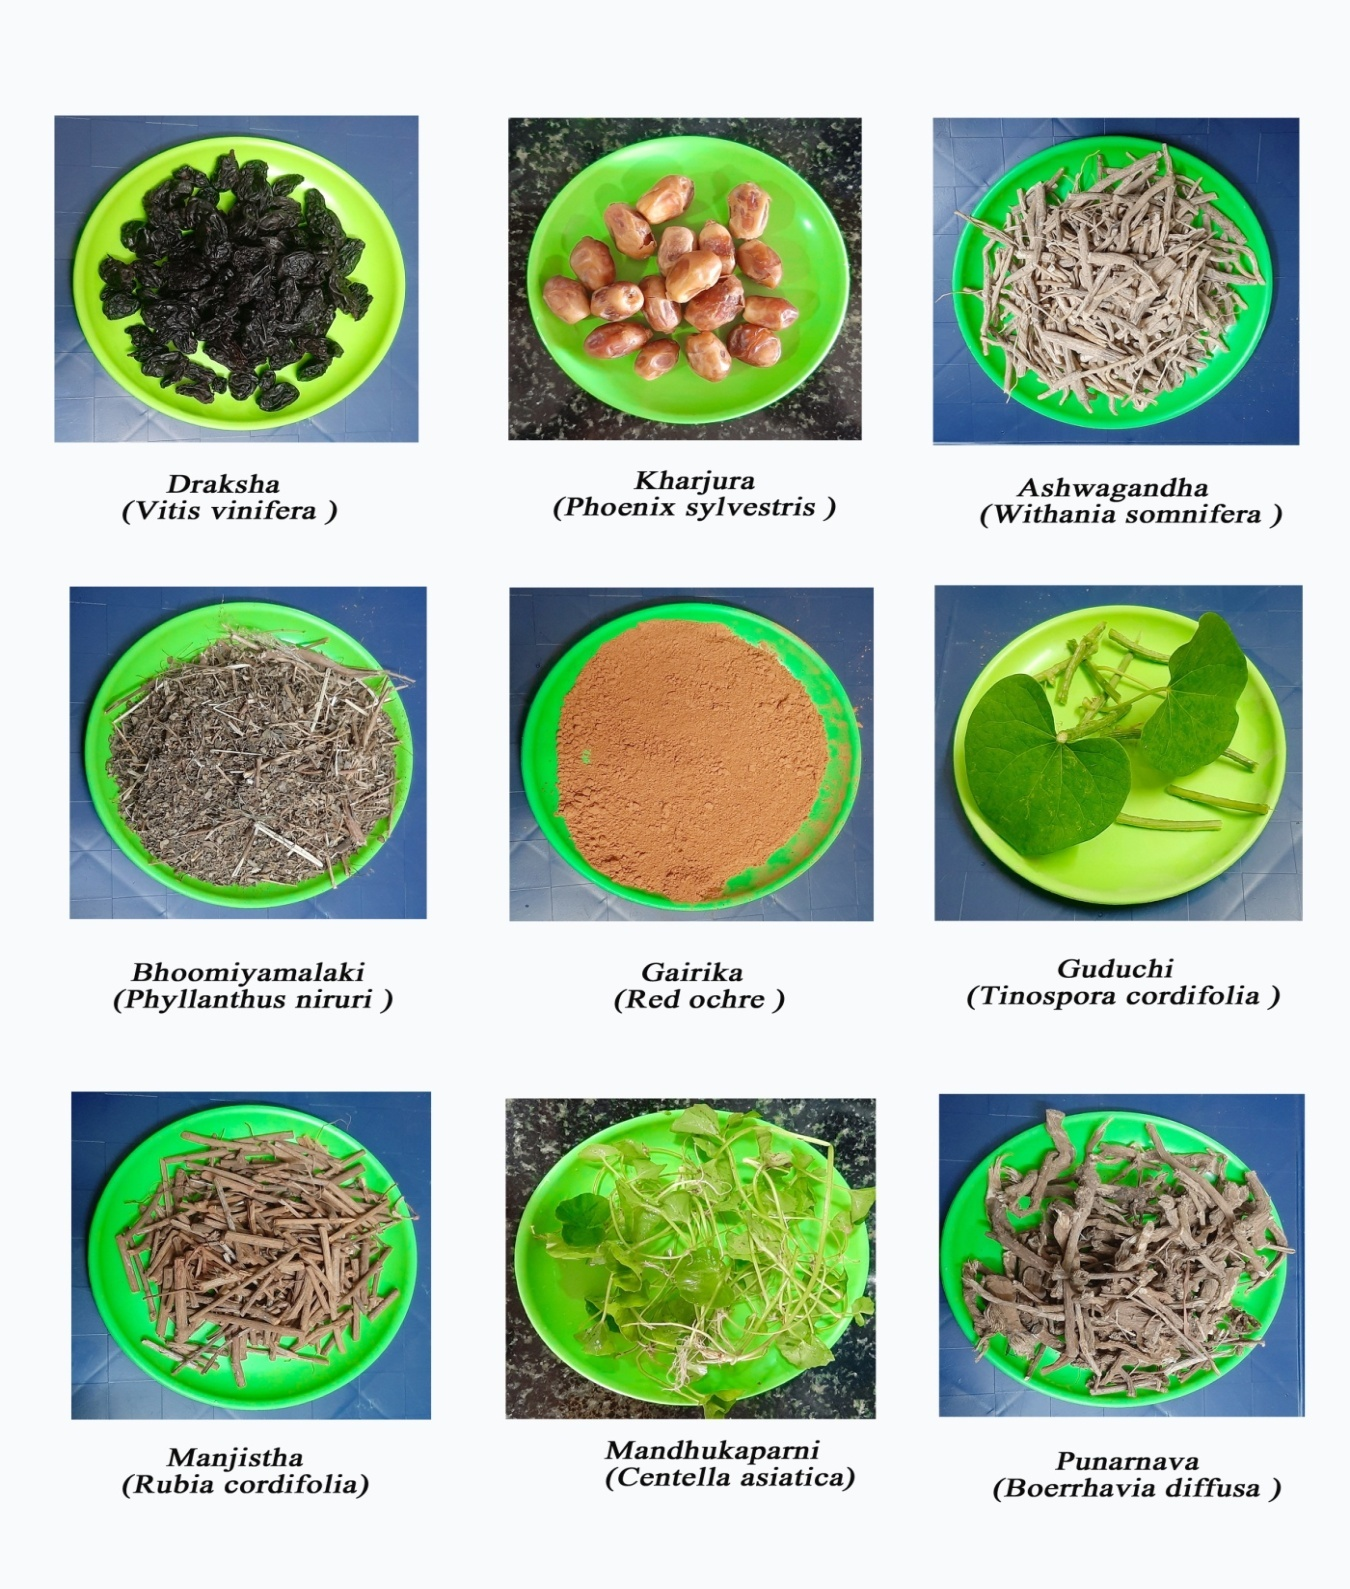 Draksha
(Vitis vinifera )
Kharjura
(Phoenix sylvestris )
Ashwagandha
(Withania somnifera )
Bhoomiyamalaki
(Phyllanthus niruri )
Gairika
(Red ochre )
Guduchi
(Tinospora cordifolia )
Manjistha
(Rubia cordifolia)
Mandhukaparni
(Centella asiatica)
Punarnava
(Boerrhavia diffusa )